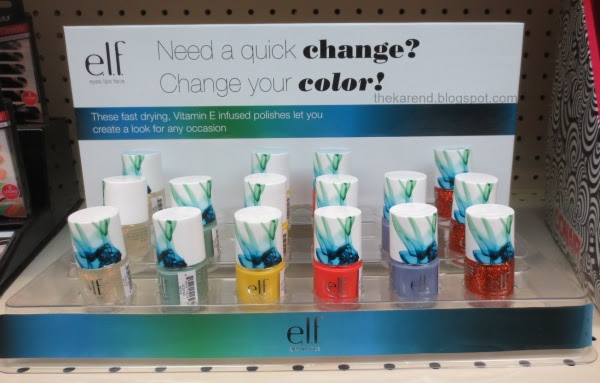 e.l.f.
eyes lips face
Need a quick change?
Change your color!
thekarend.blogspot.com
These fast drying, Vitamin E infused polishes let you
create a look for any occasion
elf